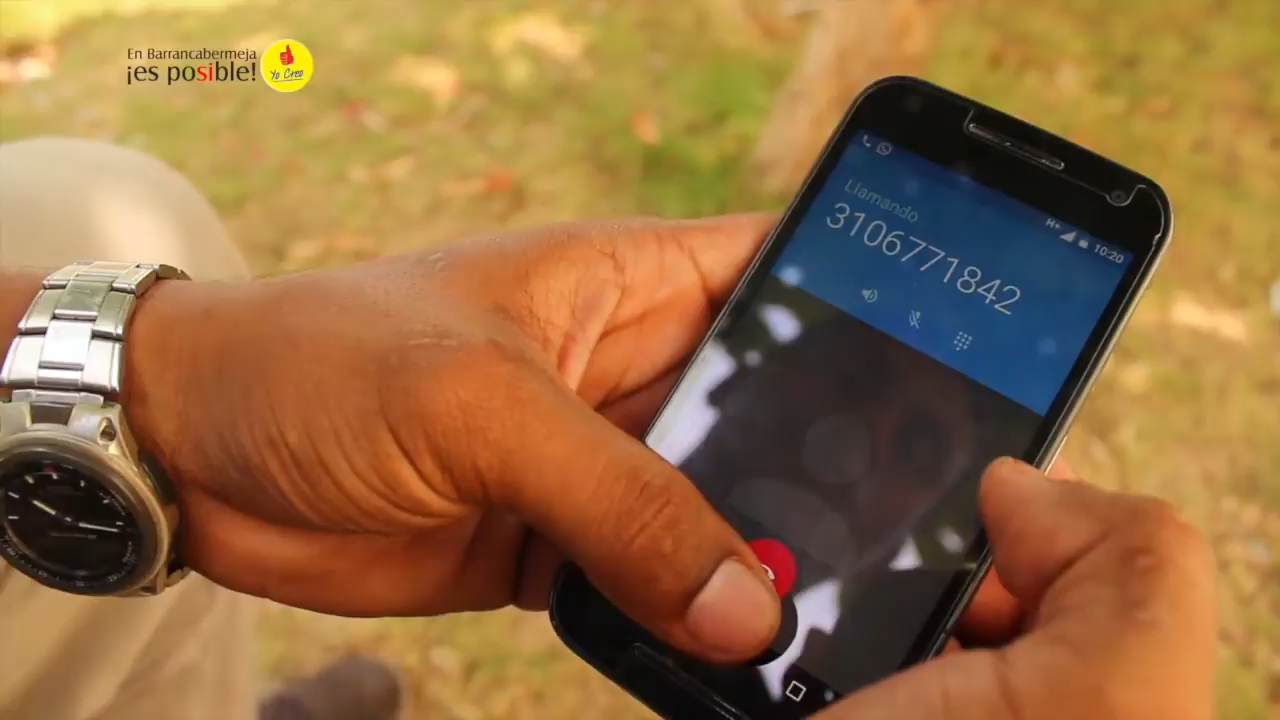 En Barrancabermeja
¡es posible!
Yo Creo
H+ 10:20
Llamando
3106771842